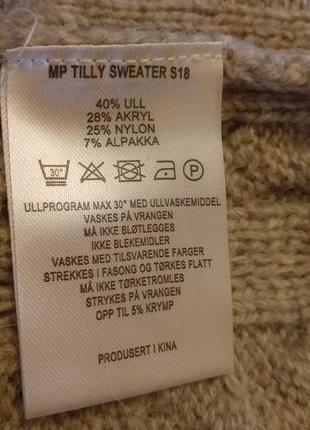 MP TILLY SWEATER S18
40% ULL
28% AKRYL
25% NYLON
7% ALPAKKA
30°
ULLPROGRAM MAX 30° MED ULLVASKEMIDDEL
VASKES PÅ VRANGEN
MÅ IKKE BLØTLEGGES
IKKE BLEKEMIDLER
VASKES MED TILSVARENDE FARGER
STREKKES I FASONG OG TØRKES FLATT
MÅ IKKE TØRKETROMLES
STRYKES PÅ VRANGEN
OPP TIL 5% KRYMP
PRODUSERT I KINA